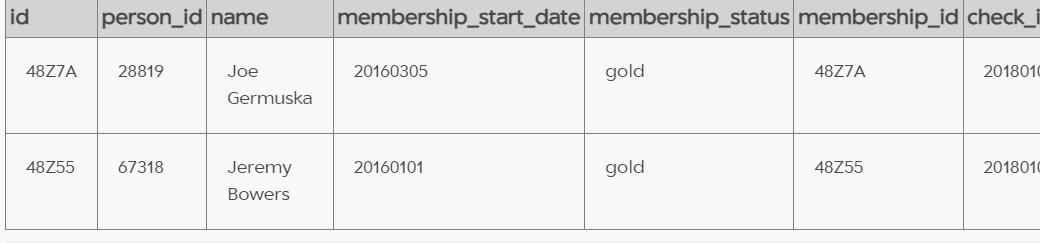 id person_id name membership_start_date membership_status membership_id check_i
48Z7A 28819 Joe Germuska 20160305 gold 48Z7A 2018010
48Z55 67318 Jeremy Bowers 20160101 gold 48Z55 2018010